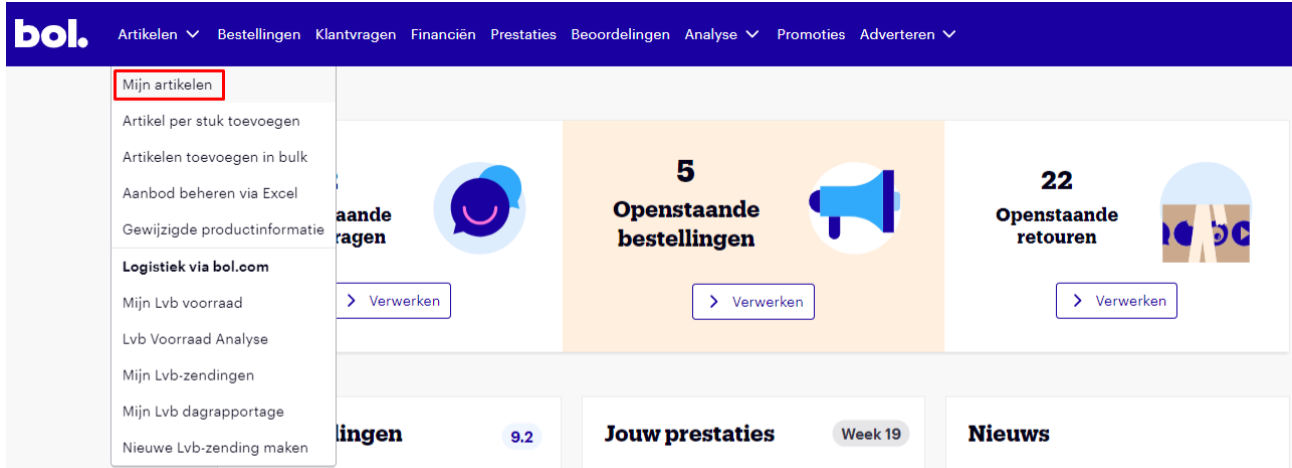 bol.
Artikelen Bestellingen Klantvragen Financiën Prestaties Beoordelingen Analyse Promoties Adverteren
Mijn artikelen
Artikel per stuk toevoegen
Artikelen toevoegen in bulk
Aanbod beheren via Excel
Gewijzigde productinformatie
Logistiek via bol.com
Mijn Lvb voorraad
Lvb Voorraad Analyse
Mijn Lvb-zendingen
Mijn Lvb dagrapportage
Nieuwe Lvb-zending maken
aande
ragen
Verwerken
5
Openstaande
bestellingen
Verwerken
22
Openstaande
retouren
Verwerken
lingen
9.2
Jouw prestaties
Week 19
Nieuws